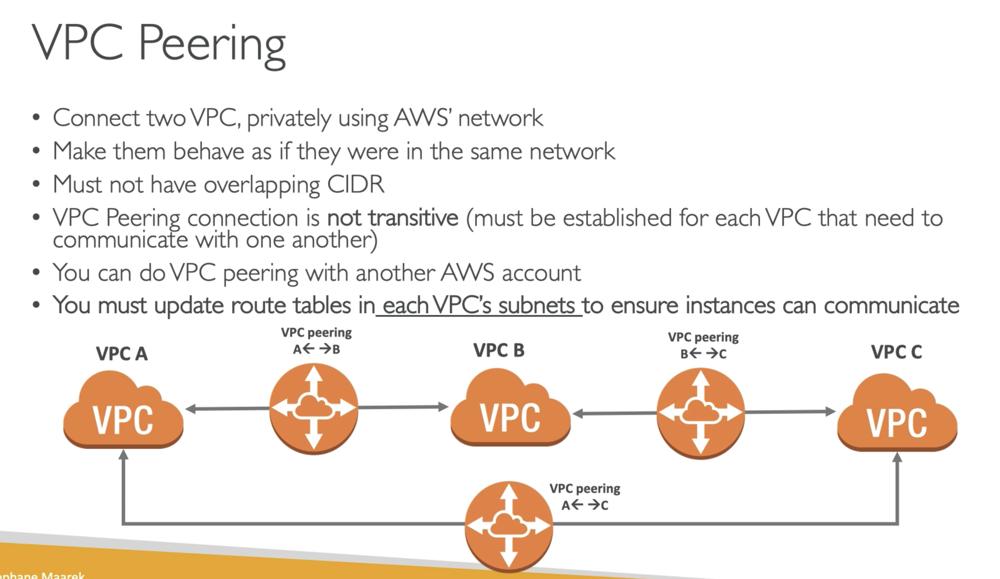 VPC Peering
• Connect two VPC, privately using AWS’ network
• Make them behave as if they were in the same network
• Must not have overlapping CIDR
• VPC Peering connection is not transitive (must be established for each VPC that need to
communicate with one another)
• You can do VPC peering with another AWS account
• You must update route tables in each VPC’s subnets to ensure instances can communicate
VPC A
VPC peering
A← →B
VPC B
VPC peering
B← →C
VPC C
VPC
VPC
VPC
VPC peering
A← →C
Maarek